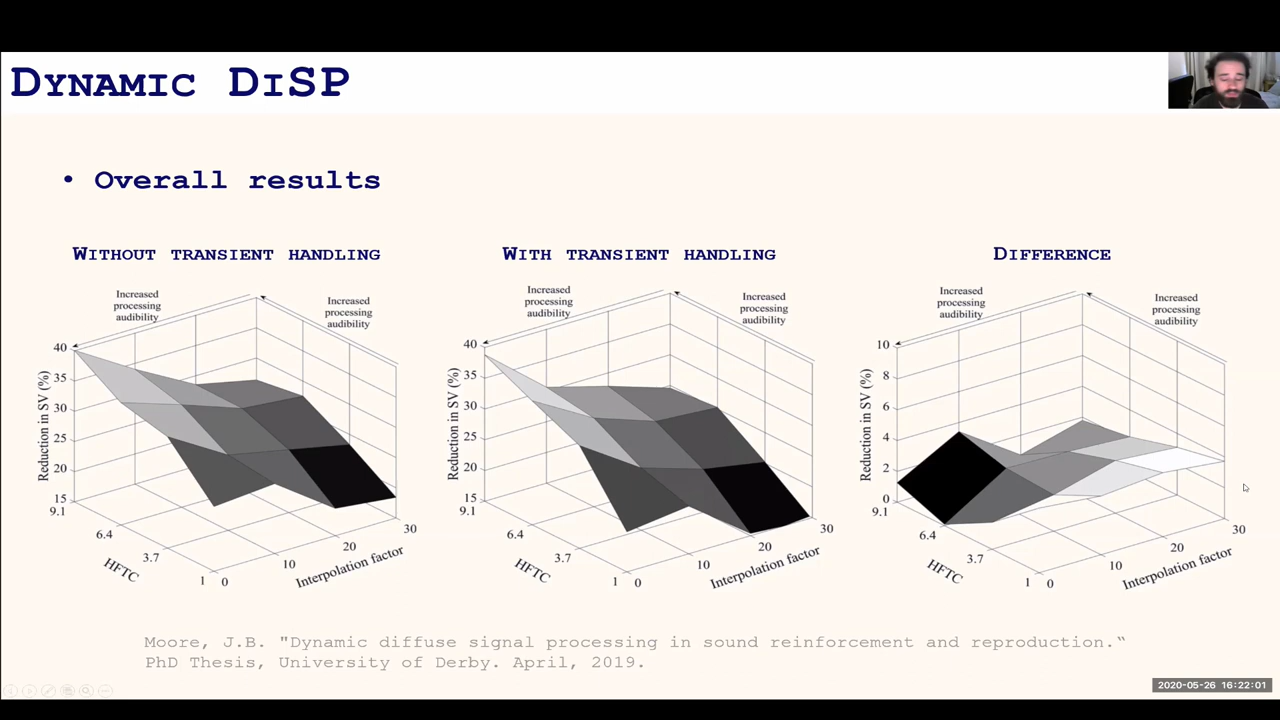 Dynamic DiSP
• Overall results
Without transient handling
Increased
processing
audibility
Increased
processing
audibility
40
35
30
25
20
15
Reduction in SV (%)
9.1
6.4
3.7
1
HFTC
0
10
20
30
Interpolation factor
With transient handling
Increased
processing
audibility
Increased
processing
audibility
40
35
30
25
20
15
Reduction in SV (%)
9.1
6.4
3.7
1
HFTC
0
10
20
30
Interpolation factor
Difference
Increased
processing
audibility
Increased
processing
audibility
10
8
6
4
2
0
Reduction in SV (%)
9.1
6.4
3.7
1
HFTC
0
10
20
30
Interpolation factor
Moore, J.B. "Dynamic diffuse signal processing in sound reinforcement and reproduction.“
PhD Thesis, University of Derby. April, 2019.
2020-05-26 16:22:01